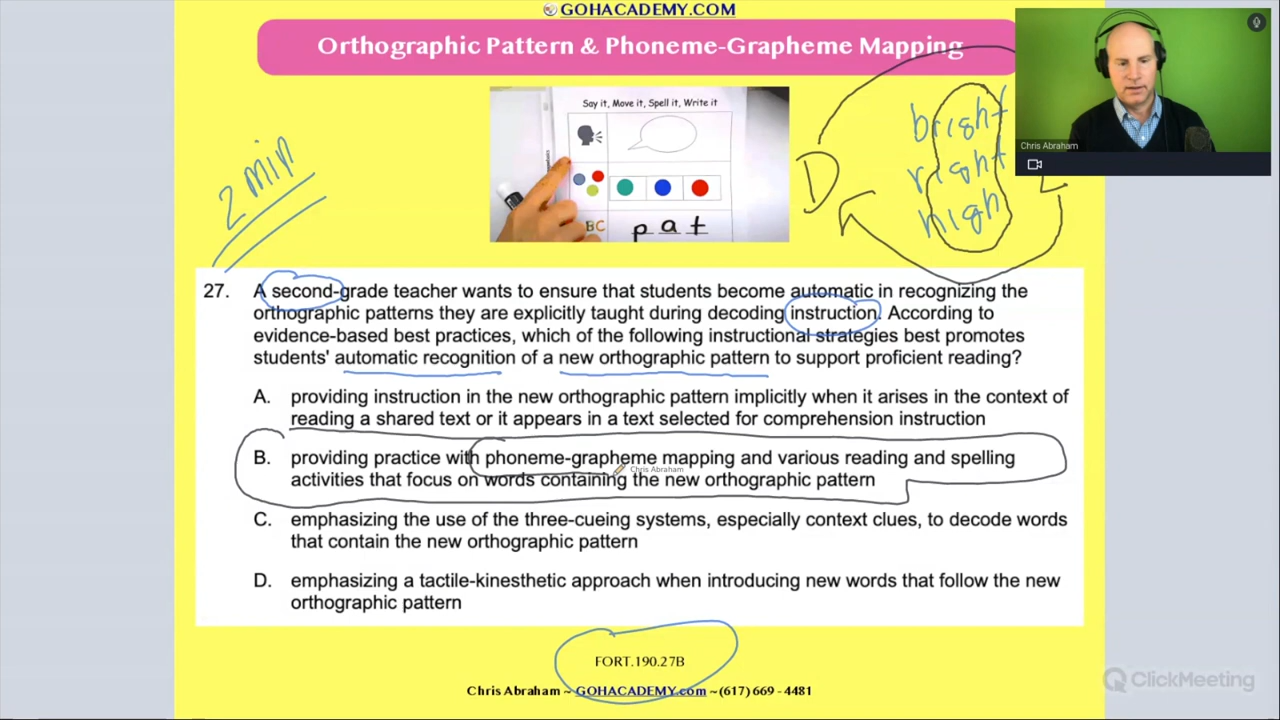 GOHACADEMY.COM
Orthographic Pattern & Phoneme-Grapheme Mapping
Say it, Move it, Spell it, Write it
BC
p a t
2 min
D
bright
right
high
Chris Abraham
27. A second-grade teacher wants to ensure that students become automatic in recognizing the
orthographic patterns they are explicitly taught during decoding instruction. According to
evidence-based best practices, which of the following instructional strategies best promotes
students' automatic recognition of a new orthographic pattern to support proficient reading?
A. providing instruction in the new orthographic pattern implicitly when it arises in the context of
reading a shared text or it appears in a text selected for comprehension instruction
B. providing practice with phoneme-grapheme mapping and various reading and spelling
Chris Abraham
activities that focus on words containing the new orthographic pattern
C. emphasizing the use of the three-cueing systems, especially context clues, to decode words
that contain the new orthographic pattern
D. emphasizing a tactile-kinesthetic approach when introducing new words that follow the new
orthographic pattern
FORT.190.27B
Chris Abraham ~ GOHACADEMY.com ~(617) 669 - 4481
ClickMeeting